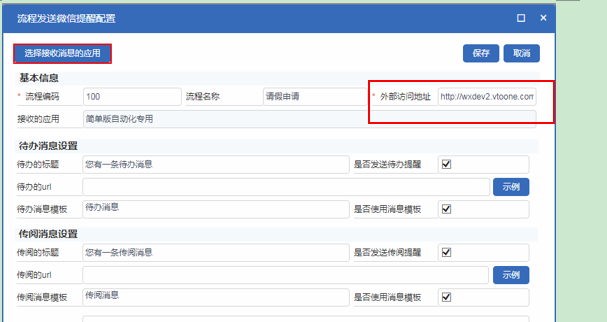 流程发送微信提醒配置
选择接收消息的应用 保存 取消
基本信息
* 流程编码 100 流程名称 请假申请 * 外部访问地址 http://wxdev2.vtoone.com
接收的应用 简单版自动化专用
待办消息设置
待办的标题 您有一条待办消息 是否发送待办提醒
待办的url 示例
待办消息模板 待办消息 是否使用消息模板
传阅消息设置
传阅的标题 您有一条传阅消息 是否发送传阅提醒
传阅的url 示例
传阅消息模板 传阅消息 是否使用消息模板